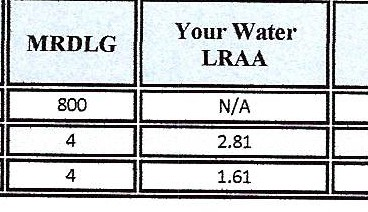 MRDLG Your Water
LRAA
800 N/A
4 2.81
4 1.61